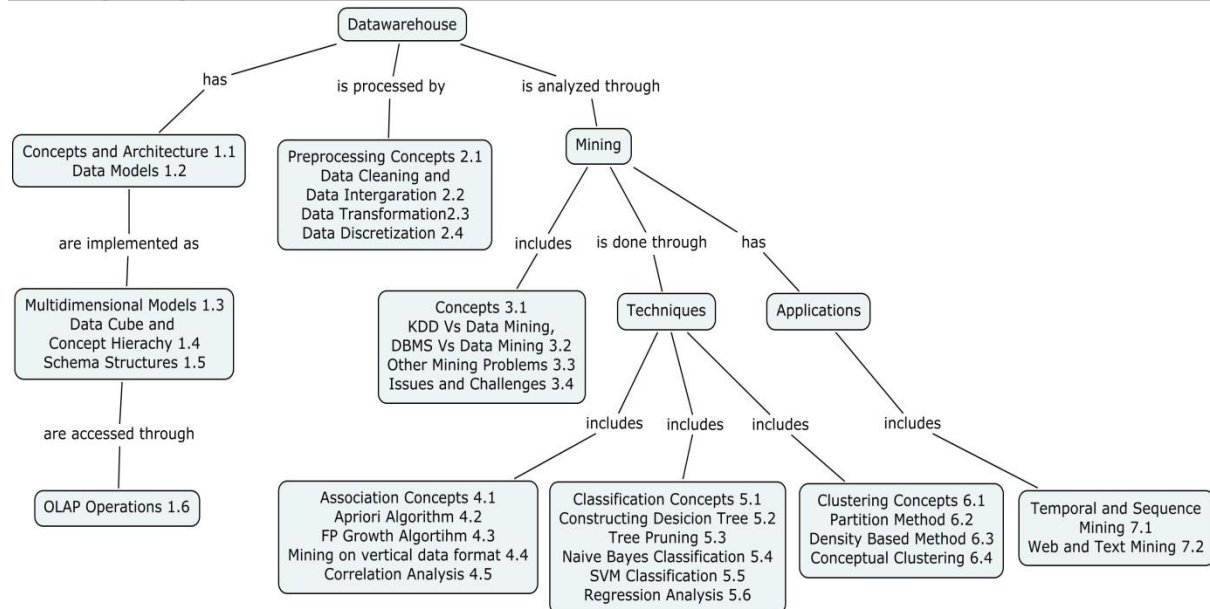 Datawarehouse
has
is processed by
is analyzed through
Concepts and Architecture 1.1
Data Models 1.2
Preprocessing Concepts 2.1
Data Cleaning and
Data Intergaration 2.2
Data Transformation2.3
Data Discretization 2.4
Mining
are implemented as
includes
is done through
has
Multidimensional Models 1.3
Data Cube and
Concept Hierachy 1.4
Schema Structures 1.5
Concepts 3.1
KDD Vs Data Mining,
DBMS Vs Data Mining 3.2
Other Mining Problems 3.3
Issues and Challenges 3.4
Techniques
Applications
are accessed through
includes
includes
includes
includes
OLAP Operations 1.6
Association Concepts 4.1
Apriori Algorithm 4.2
FP Growth Algortihm 4.3
Mining on vertical data format 4.4
Correlation Analysis 4.5
Classification Concepts 5.1
Constructing Desicion Tree 5.2
Tree Pruning 5.3
Naive Bayes Classification 5.4
SVM Classification 5.5
Regression Analysis 5.6
Clustering Concepts 6.1
Partition Method 6.2
Density Based Method 6.3
Conceptual Clustering 6.4
Temporal and Sequence
Mining 7.1
Web and Text Mining 7.2